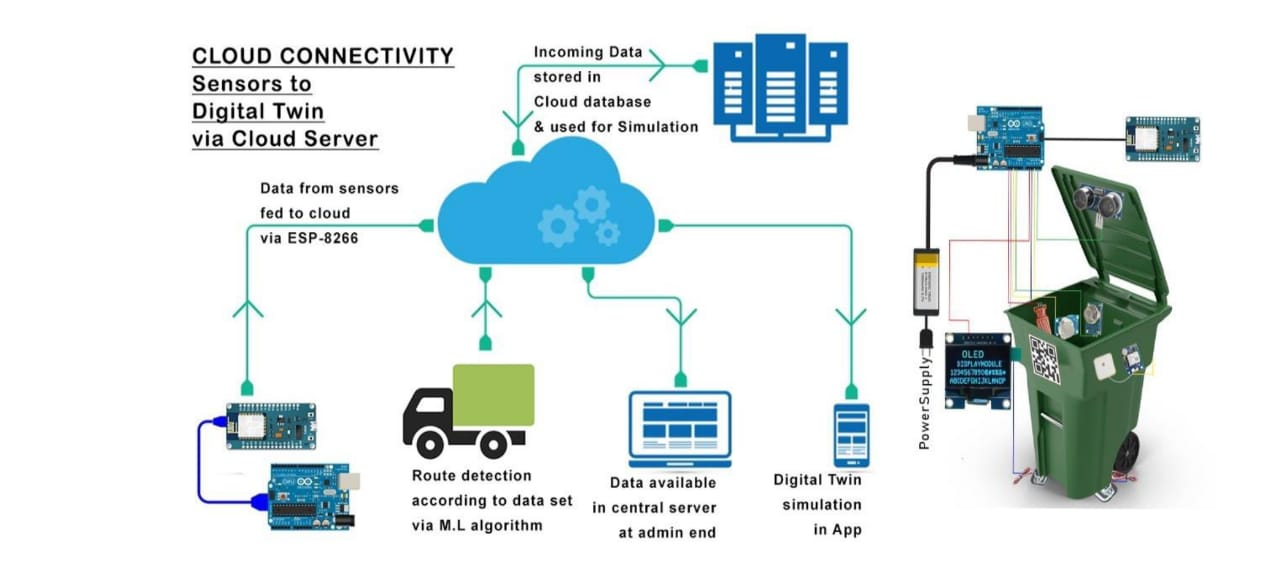 CLOUD CONNECTIVITY
Sensors to
Digital Twin
via Cloud Server
Incoming Data
stored in
Cloud database
& used for Simulation
Data from sensors
fed to cloud
via ESP-8266
Route detection
according to data set
via M.L algorithm
Data available
in central server
at admin end
Digital Twin
simulation
in App
PowerSupply
OLED
DISPLAYMODULE
ABCDEFGHIJKLMNOP